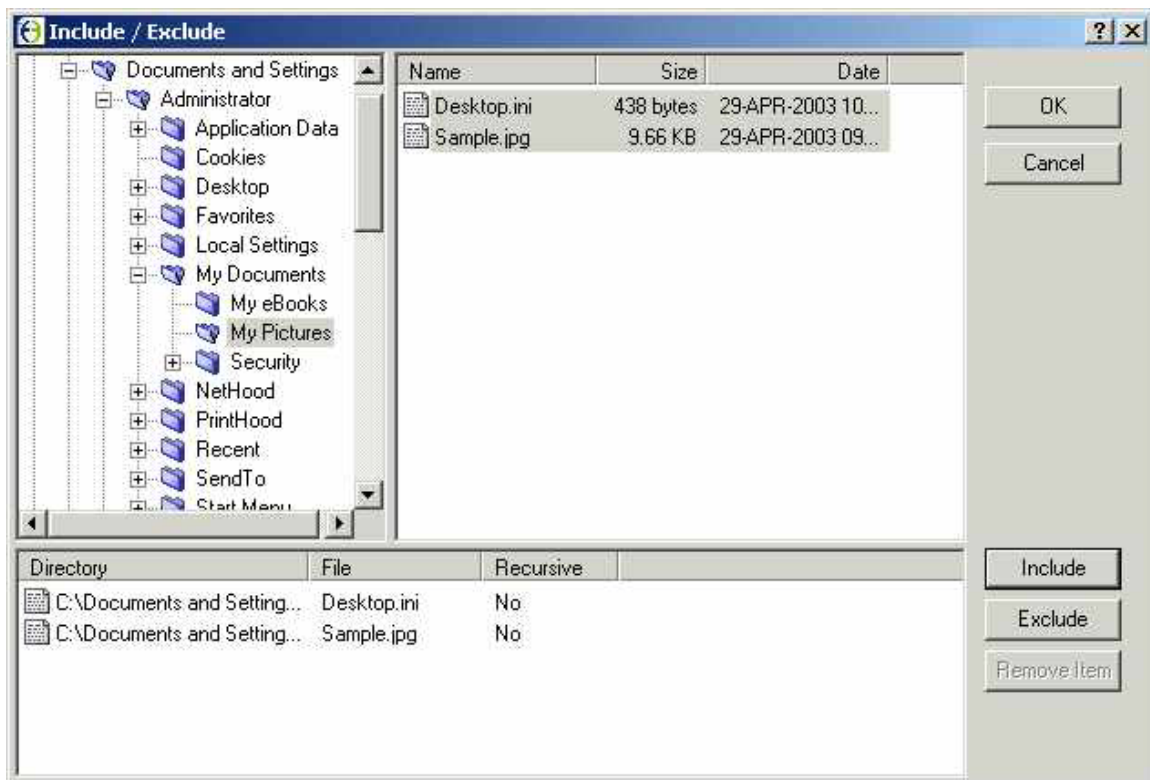 Include / Exclude
Documents and Settings
Administrator
Application Data
Cookies
Desktop
Favorites
Local Settings
My Documents
My eBooks
My Pictures
Security
NetHood
PrintHood
Recent
SendTo
Start Menu
Name Size Date
Desktop.ini 438 bytes 29-APR-2003 10...
Sample.jpg 9.66 KB 29-APR-2003 09...
OK
Cancel
Directory File Recursive
C:\Documents and Setting... Desktop.ini No
C:\Documents and Setting... Sample.jpg No
Include
Exclude
Remove Item